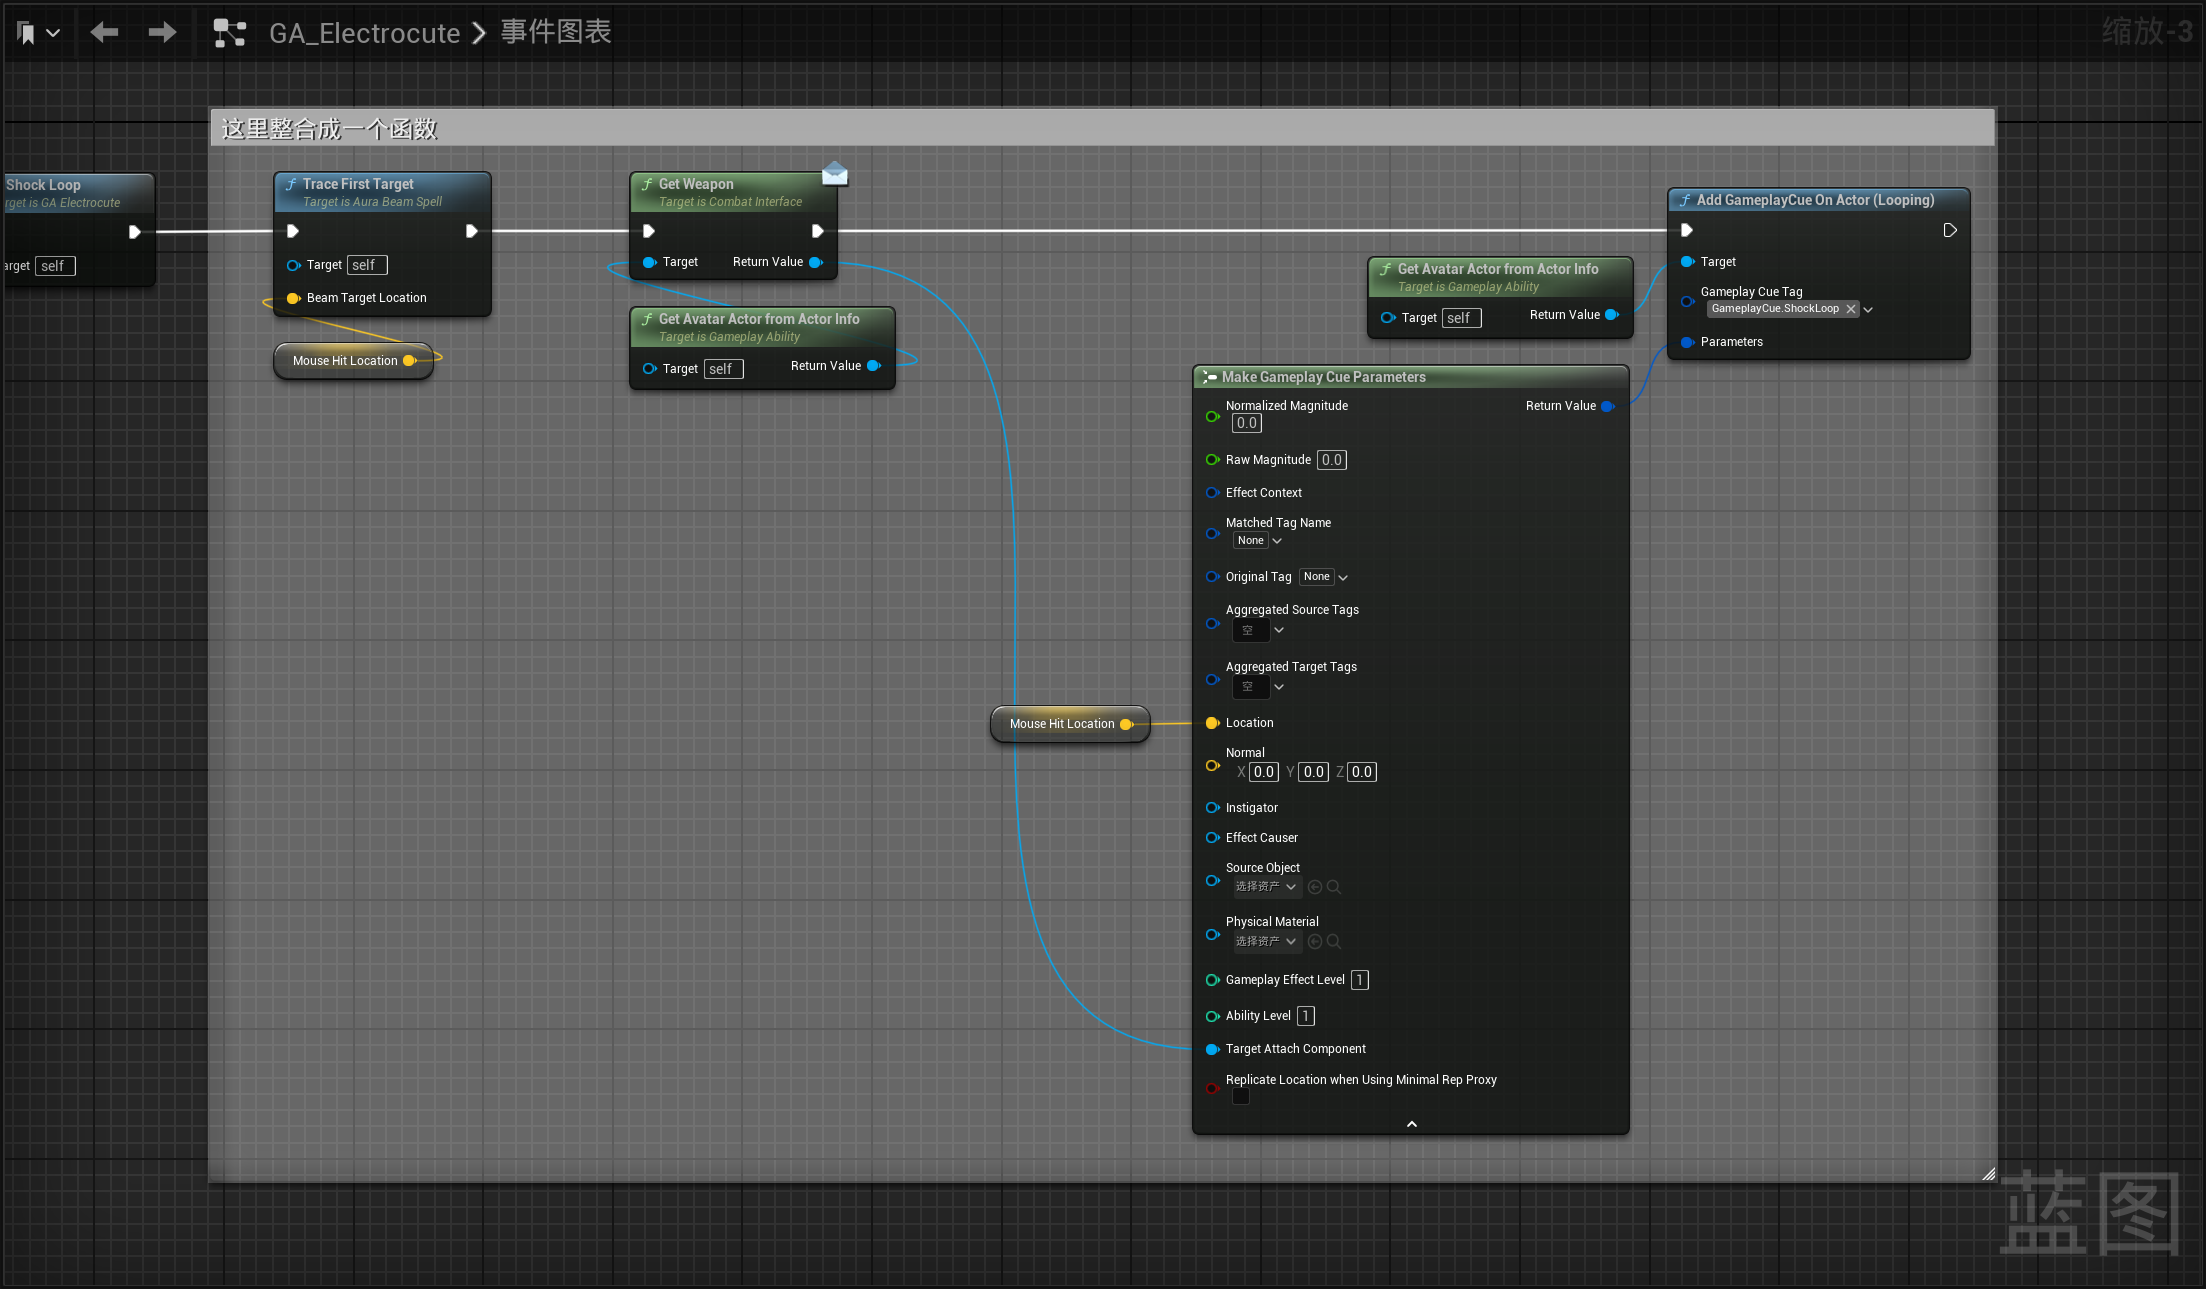 GA_Electrocute
事件图表
缩放-3
这里整合成一个函数
Shock Loop
rget is GA Electrocute
arget
self
Trace First Target
Target is Aura Beam Spell
Target
self
Beam Target Location
Mouse Hit Location
Get Weapon
Target is Combat Interface
Target
Return Value
Get Avatar Actor from Actor Info
Target is Gameplay Ability
Target
self
Return Value
Get Avatar Actor from Actor Info
Target is Gameplay Ability
Target
self
Return Value
Add GameplayCue On Actor (Looping)
Target
Gameplay Cue Tag
GameplayCue.ShockLoop
Parameters
Mouse Hit Location
Make Gameplay Cue Parameters
Return Value
Normalized Magnitude
0.0
Raw Magnitude
0.0
Effect Context
Matched Tag Name
None
Original Tag
None
Aggregated Source Tags
空
Aggregated Target Tags
空
Location
Normal
X 0.0 Y 0.0 Z 0.0
Instigator
Effect Causer
Source Object
选择资产
Physical Material
选择资产
Gameplay Effect Level
1
Ability Level
1
Target Attach Component
Replicate Location when Using Minimal Rep Proxy
蓝图